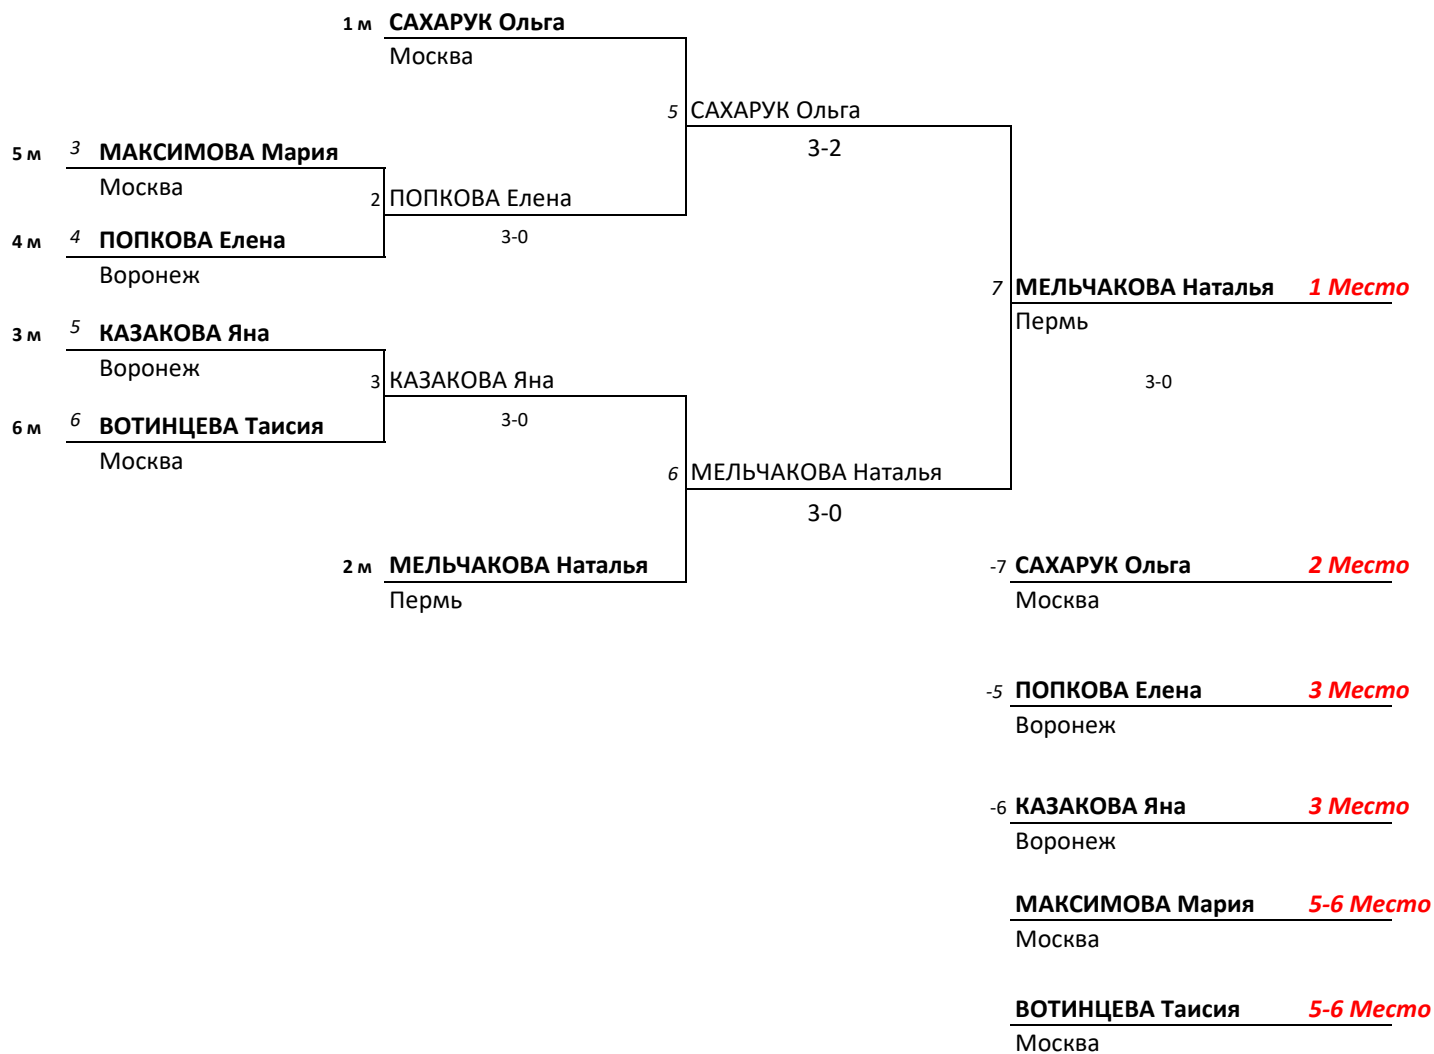 1 м САХАРУК Ольга
Москва
5 САХАРУК Ольга
3-2
5 м 3 МАКСИМОВА Мария
Москва
2 ПОПКОВА Елена
3-0
4 м 4 ПОПКОВА Елена
Воронеж
7 МЕЛЬЧАКОВА Наталья 1 Место
Пермь
3-0
3 м 5 КАЗАКОВА Яна
Воронеж
3 КАЗАКОВА Яна
3-0
6 м 6 ВОТИНЦЕВА Таисия
Москва
6 МЕЛЬЧАКОВА Наталья
3-0
2 м МЕЛЬЧАКОВА Наталья
Пермь
-7 САХАРУК Ольга 2 Место
Москва
-5 ПОПКОВА Елена 3 Место
Воронеж
-6 КАЗАКОВА Яна 3 Место
Воронеж
МАКСИМОВА Мария 5-6 Место
Москва
ВОТИНЦЕВА Таисия 5-6 Место
Москва